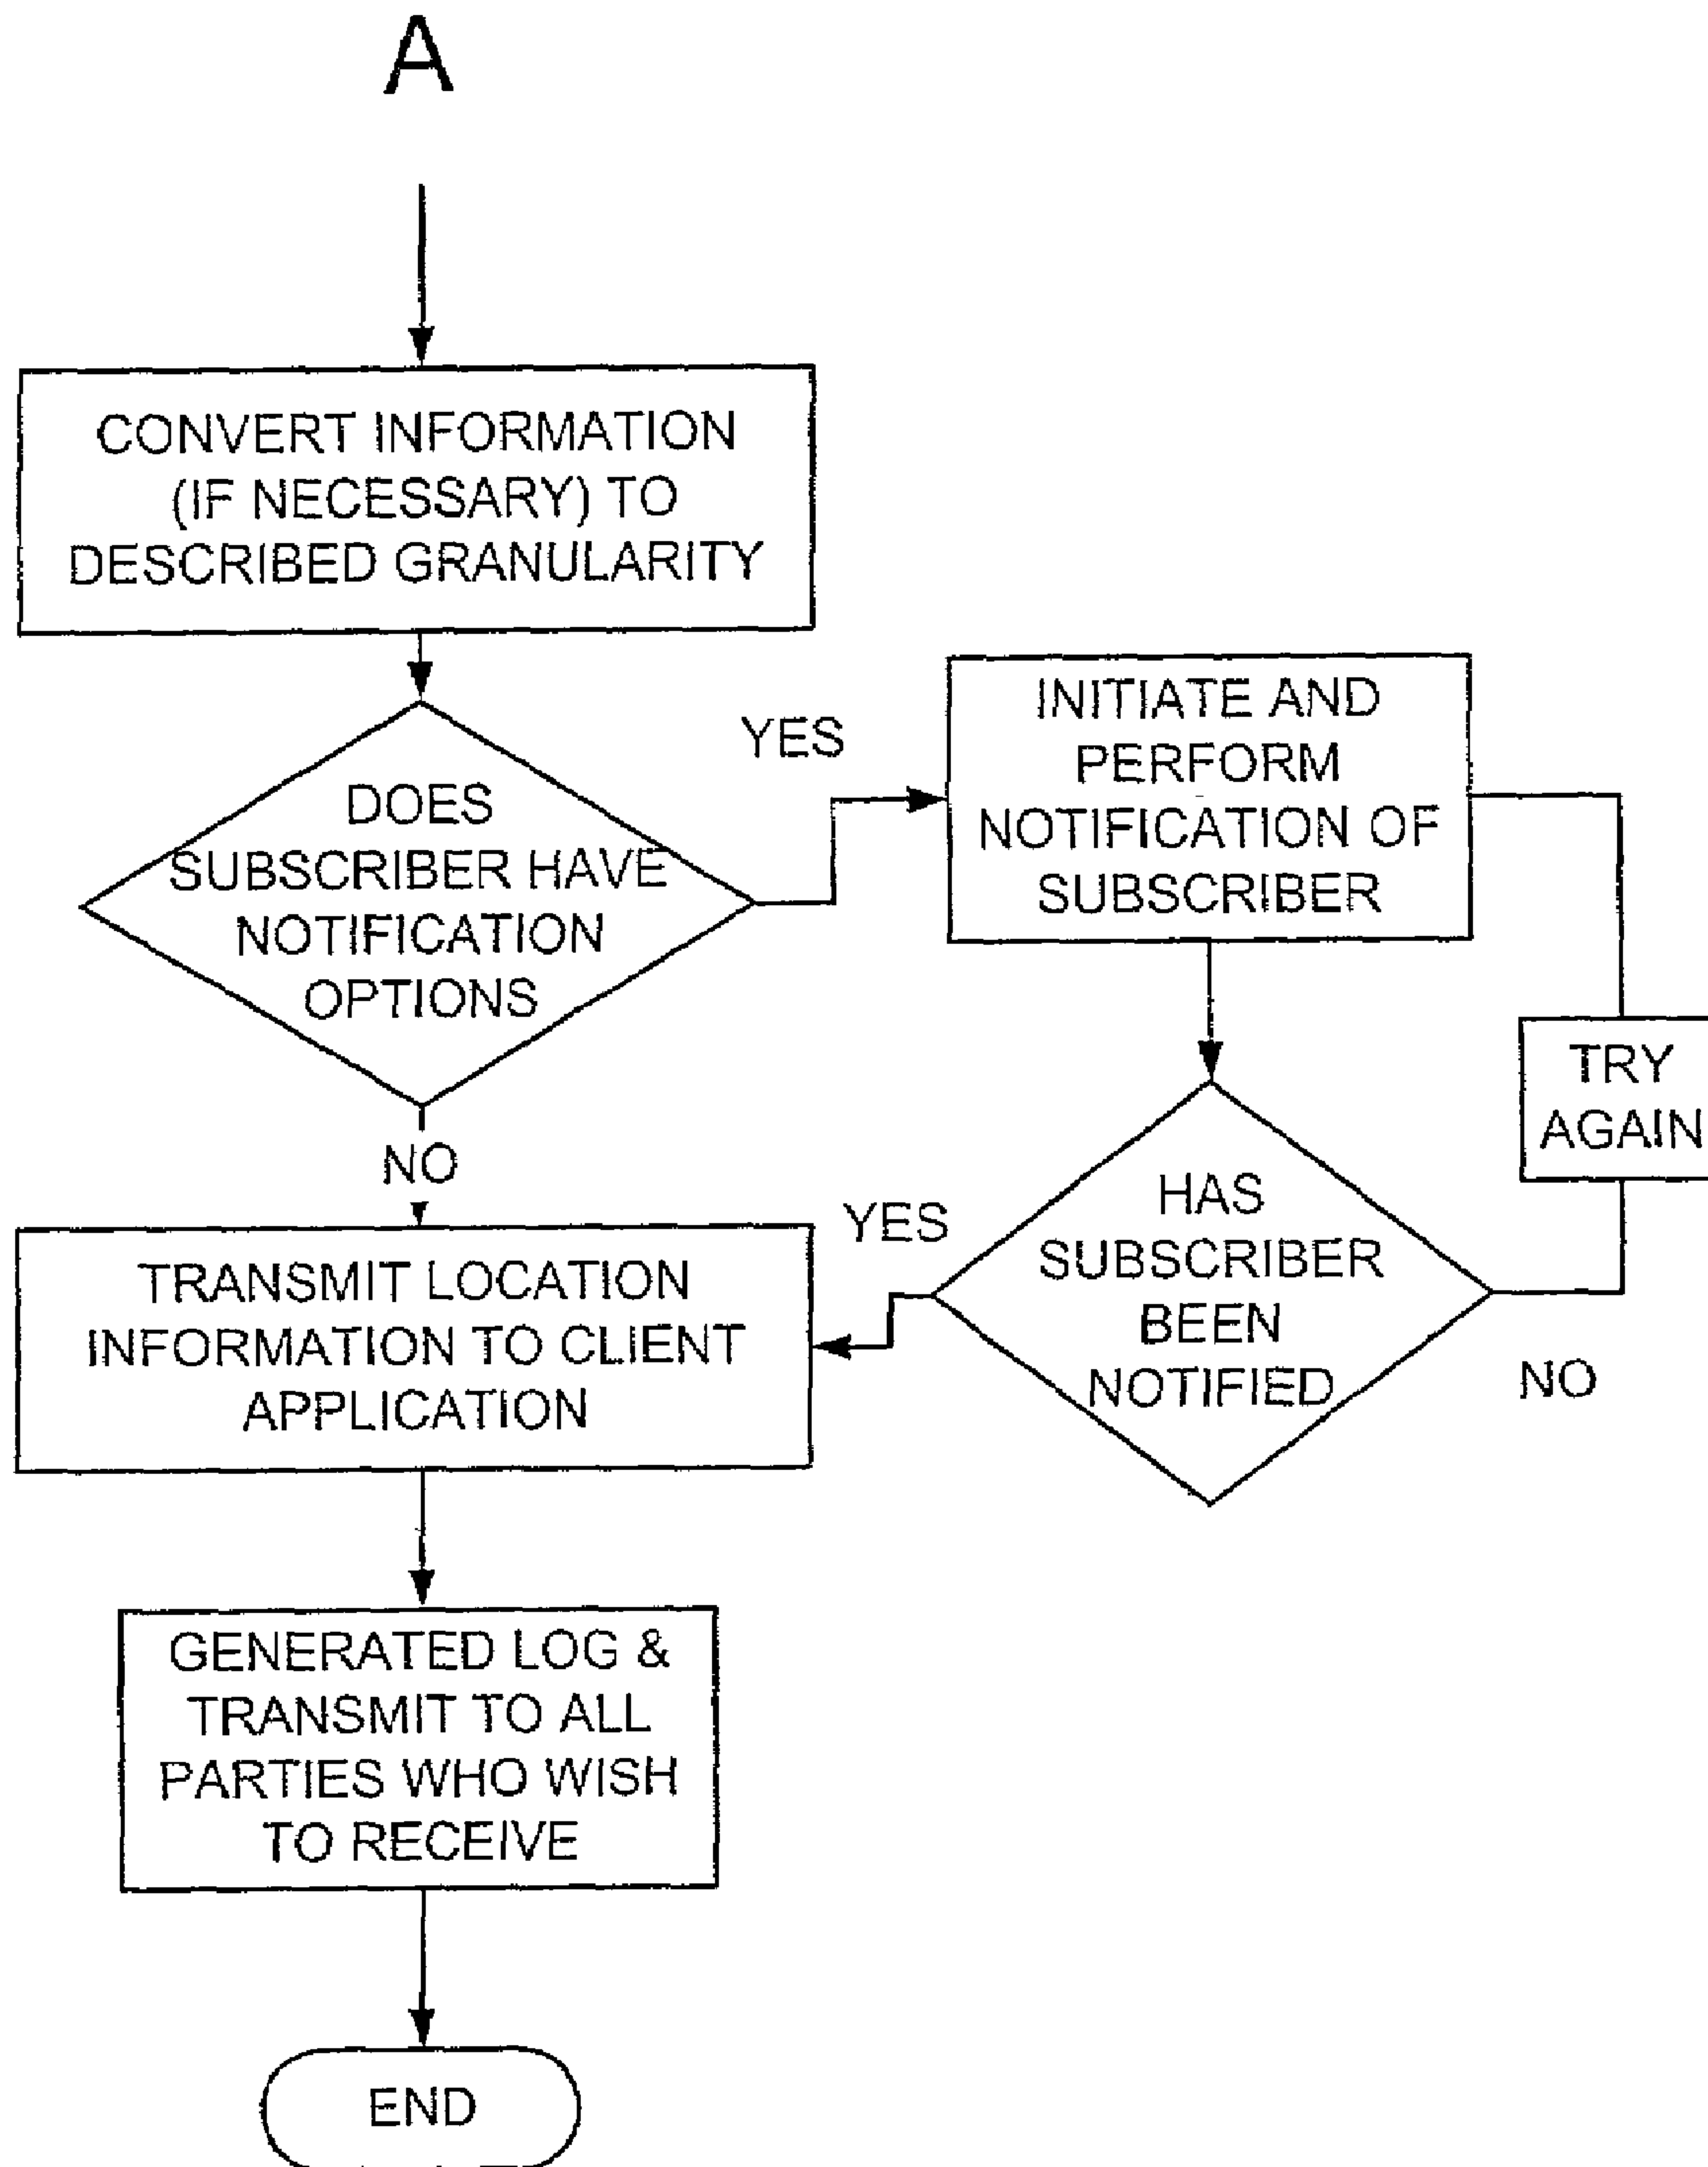 A
CONVERT INFORMATION
(IF NECESSARY) TO
DESCRIBED GRANULARITY
DOES
SUBSCRIBER HAVE
NOTIFICATION
OPTIONS
YES
INITIATE AND
PERFORM
NOTIFICATION OF
SUBSCRIBER
TRY
AGAIN
HAS
SUBSCRIBER
BEEN
NOTIFIED
NO
YES
NO
TRANSMIT LOCATION
INFORMATION TO CLIENT
APPLICATION
GENERATED LOG &
TRANSMIT TO ALL
PARTIES WHO WISH
TO RECEIVE
END